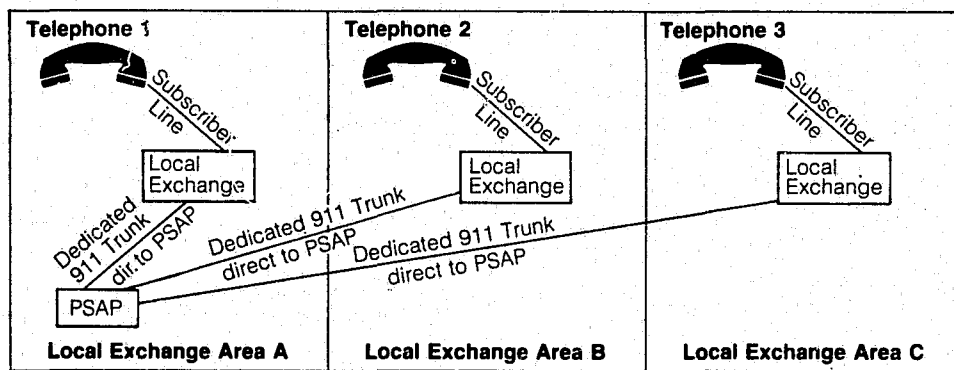 Telephone 1
Telephone 2
Telephone 3
Subscriber
Line
Subscriber
Line
Subscriber
Line
Local
Exchange
Local
Exchange
Local
Exchange
Dedicated
911 Trunk
dir. to PSAP
Dedicated 911 Trunk
direct to PSAP
Dedicated 911 Trunk
direct to PSAP
PSAP
Local Exchange Area A
Local Exchange Area B
Local Exchange Area C